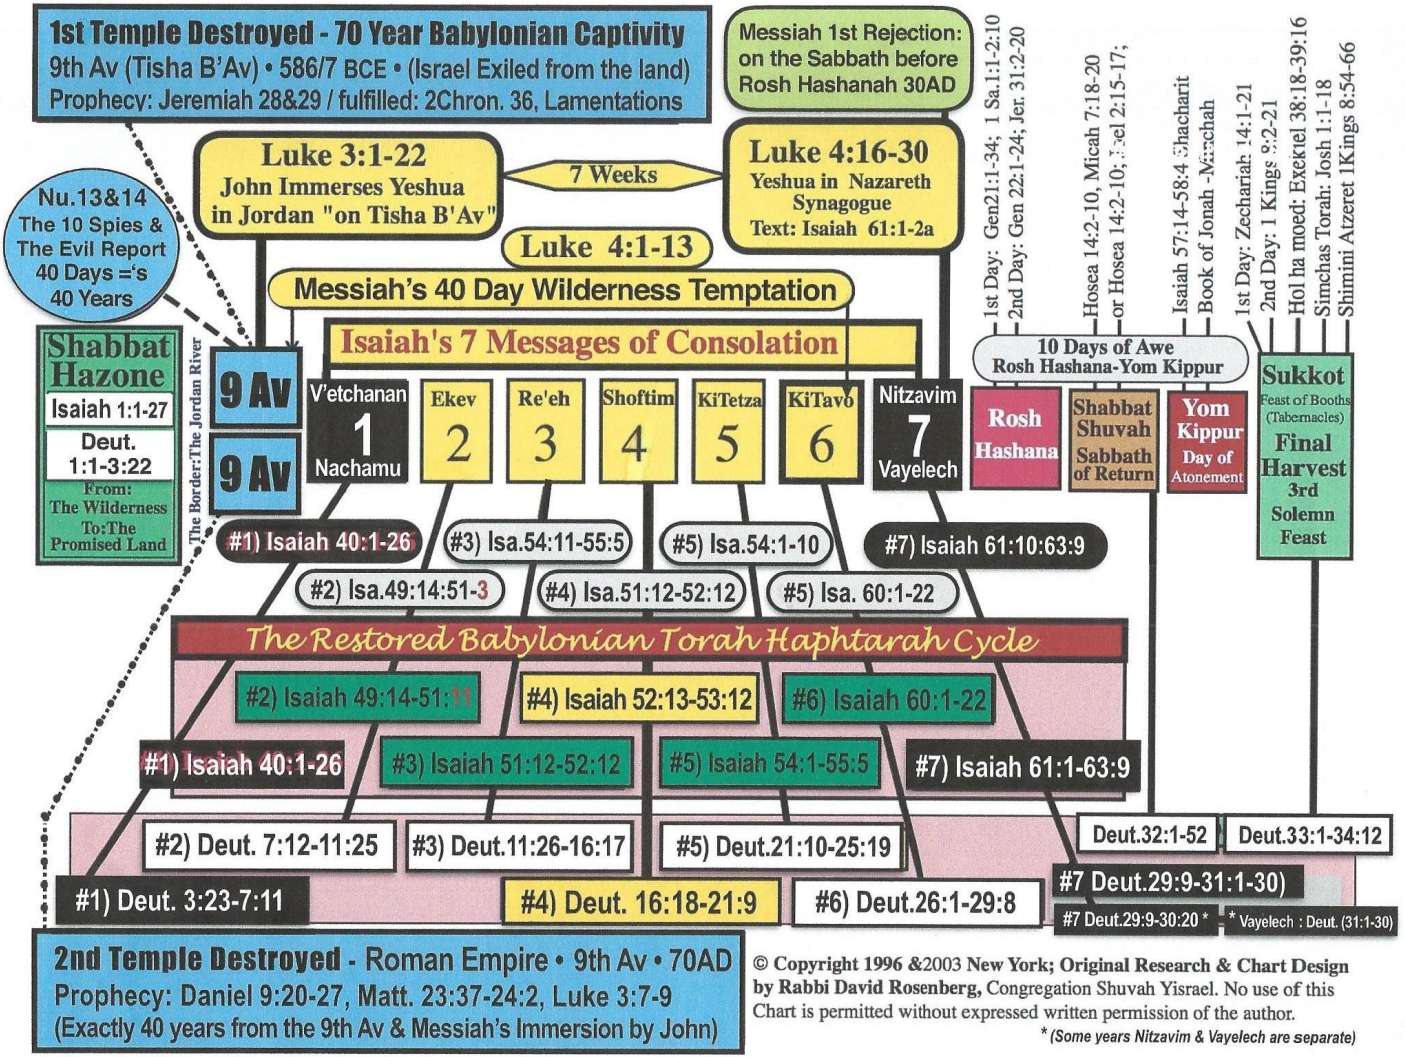 1st Temple Destroyed - 70 Year Babylonian Captivity
9th Av (Tisha B'Av) • 586/7 BCE • (Israel Exiled from the land)
Prophecy: Jeremiah 28&29 / fulfilled: 2Chron. 36, Lamentations
Messiah 1st Rejection:
on the Sabbath before
Rosh Hashanah 30AD
Luke 3:1-22
John Immerses Yeshua
in Jordan "on Tisha B'Av"
7 Weeks
Luke 4:16-30
Yeshua in Nazareth
Synagogue
Text: Isaiah 61:1-2a
Nu.13&14
The 10 Spies &
The Evil Report
40 Days ='s
40 Years
Luke 4:1-13
Messiah's 40 Day Wilderness Temptation
Isaiah's 7 Messages of Consolation
1st Day: Gen21:1-34; 1 Sa.1:1-2:10
2nd Day: Gen 22:1-24; Jer. 31:2-20
Hosea 14:2-10, Micah 7:18-20
or Hosea 14:2-10; 2:15-17;
Isaiah 57:14-58:4
Book of Jonah -
1st Day: Zechariah 14:1-21
2nd Day: 1 Kings
Hol ha moed: Ezekiel 38:18-39:16
Simchas Torah: Josh 1:1-18
Shimini Atzeret 1Kings 8:54-66
Shabbat
Hazone
Isaiah 1:1-27
Deut.
1:1-3:22
From:
The Wilderness
To:The
Promised Land
The Border:The Jordan River
9 Av
9 Av
V'etchanan
1
Nachamu
Ekev
2
Re'eh
3
Shoftim
4
KiTetza
5
KiTavo
6
Nitzavim
7
Vayelech
10 Days of Awe
Rosh Hashana-Yom Kippur
Rosh
Hashana
Shabbat
Shuvah
Sabbath
of Return
Yom
Kippur
Day of
Atonement
Sukkot
Feast of Booths
(Tabernacles)
Final
Harvest
3rd
Solemn
Feast
#1) Isaiah 40:1-26
#3) Isa.54:11-55:5
#5) Isa.54:1-10
#7) Isaiah 61:10:63:9
#2) Isa.49:14:51-3
#4) Isa.51:12-52:12
#5) Isa. 60:1-22
The Restored Babylonian Torah Haphtarah Cycle
#2) Isaiah 49:14-51:11
#4) Isaiah 52:13-53:12
#6) Isaiah 60:1-22
#1) Isaiah 40:1-26
#3) Isaiah 51:12-52:12
#5) Isaiah 54:1-55:5
#7) Isaiah 61:1-63:9
#2) Deut. 7:12-11:25
#3) Deut.11:26-16:17
#5) Deut.21:10-25:19
Deut.32:1-52
Deut.33:1-34:12
#1) Deut. 3:23-7:11
#4) Deut. 16:18-21:9
#6) Deut.26:1-29:8
#7 Deut.29:9-31:1-30)
#7 Deut.29:9-30:20 *
* Vayelech : Deut. (31:1-30)
2nd Temple Destroyed - Roman Empire • 9th Av • 70AD
Prophecy: Daniel 9:20-27, Matt. 23:37-24:2, Luke 3:7-9
(Exactly 40 years from the 9th Av & Messiah's Immersion by John)
© Copyright 1996 &2003 New York; Original Research & Chart Design
by Rabbi David Rosenberg, Congregation Shuvah Yisrael. No use of this
Chart is permitted without expressed written permission of the author.
* (Some years Nitzavim & Vayelech are separate)